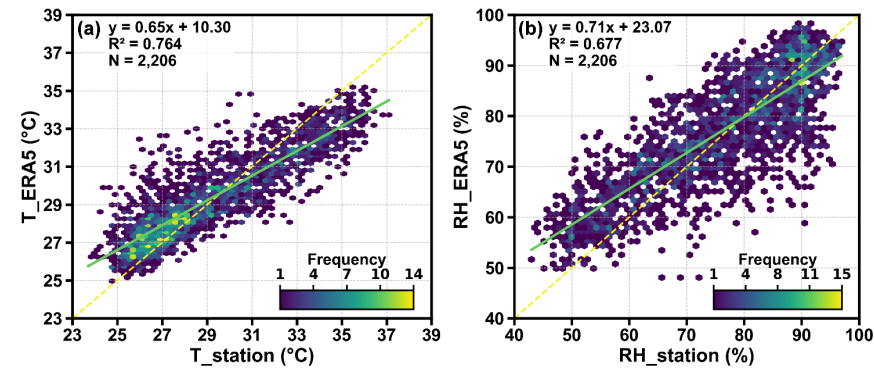 (a) y = 0.65x + 10.30
R² = 0.764
N = 2,206
39
37
35
33
31
29
27
25
23
T_ERA5 (°C)
23 25 27 29 31 33 35 37 39
T_station (°C)
Frequency
1 4 7 10 14
(b) y = 0.71x + 23.07
R² = 0.677
N = 2,206
100
90
80
70
60
50
40
RH_ERA5 (%)
40 50 60 70 80 90 100
RH_station (%)
Frequency
1 4 8 11 15